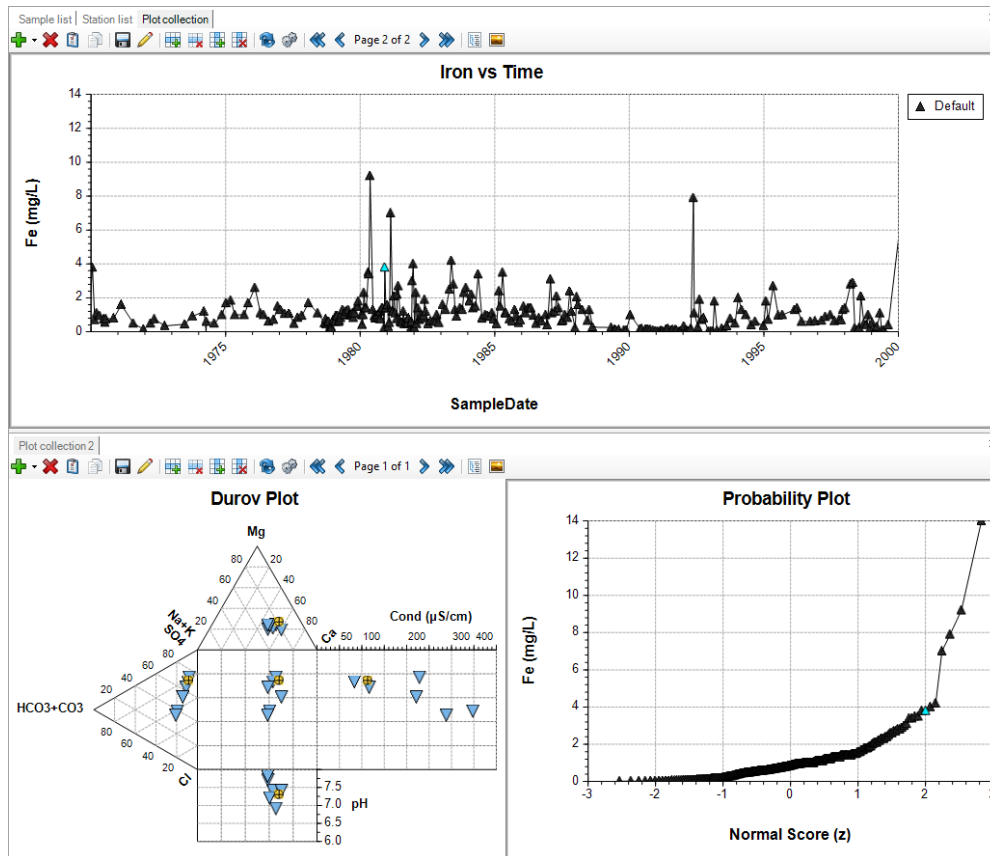 Sample list Station list Plot collection
Page 2 of 2
Iron vs Time
14
12
10
8
6
4
2
0
Fe (mg/L)
Default
1975 1980 1985 1990 1995 2000
SampleDate
Plot collection 2
Page 1 of 1
Durov Plot
Mg
80 20
60 40
40 60
20 80
Na+K Ca
SO4
Cond (µS/cm)
50 100 200 300 400
80
60
40
20
HCO3+CO3
80
60
40
20
Cl
7.5
7.0
6.5
6.0
pH
Probability Plot
14
12
10
8
6
4
2
0
Fe (mg/L)
-3 -2 -1 0 1 2 3
Normal Score (z)